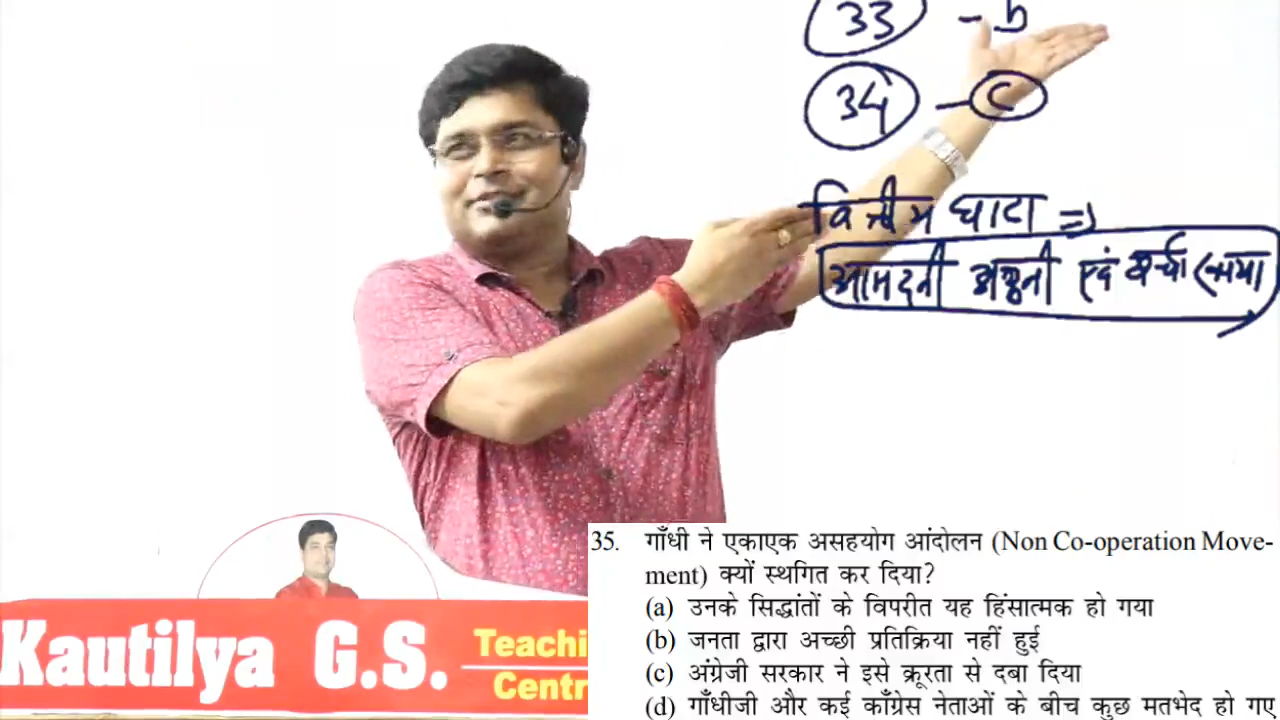 33 - b
34 - c
वित्तीय घाटा ⇒
आमदनी अठन्नी एवं खर्चा रुपया
35. गाँधी ने एकाएक असहयोग आंदोलन (Non Co-operation Move-
ment) क्यों स्थगित कर दिया?
(a) उनके सिद्धांतों के विपरीत यह हिंसात्मक हो गया
(b) जनता द्वारा अच्छी प्रतिक्रिया नहीं हुई
(c) अंग्रेजी सरकार ने इसे क्रूरता से दबा दिया
(d) गाँधीजी और कई काँग्रेस नेताओं के बीच कुछ मतभेद हो गए
Kautilya G.S.
Teachi
Centr